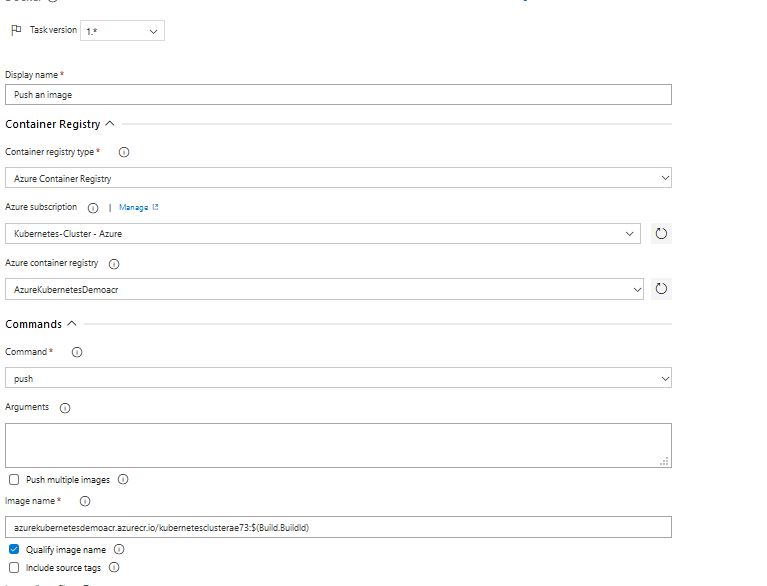 Task version 1.*
Display name *
Push an image
Container Registry
Container registry type *
Azure Container Registry
Azure subscription | Manage
Kubernetes-Cluster - Azure
Azure container registry
AzureKubernetesDemoacr
Commands
Command *
push
Arguments
Push multiple images
Image name *
azurekubernetesdemoacr.azurecr.io/kubernetesclusterae73:$(Build.BuildId)
Qualify image name
Include source tags